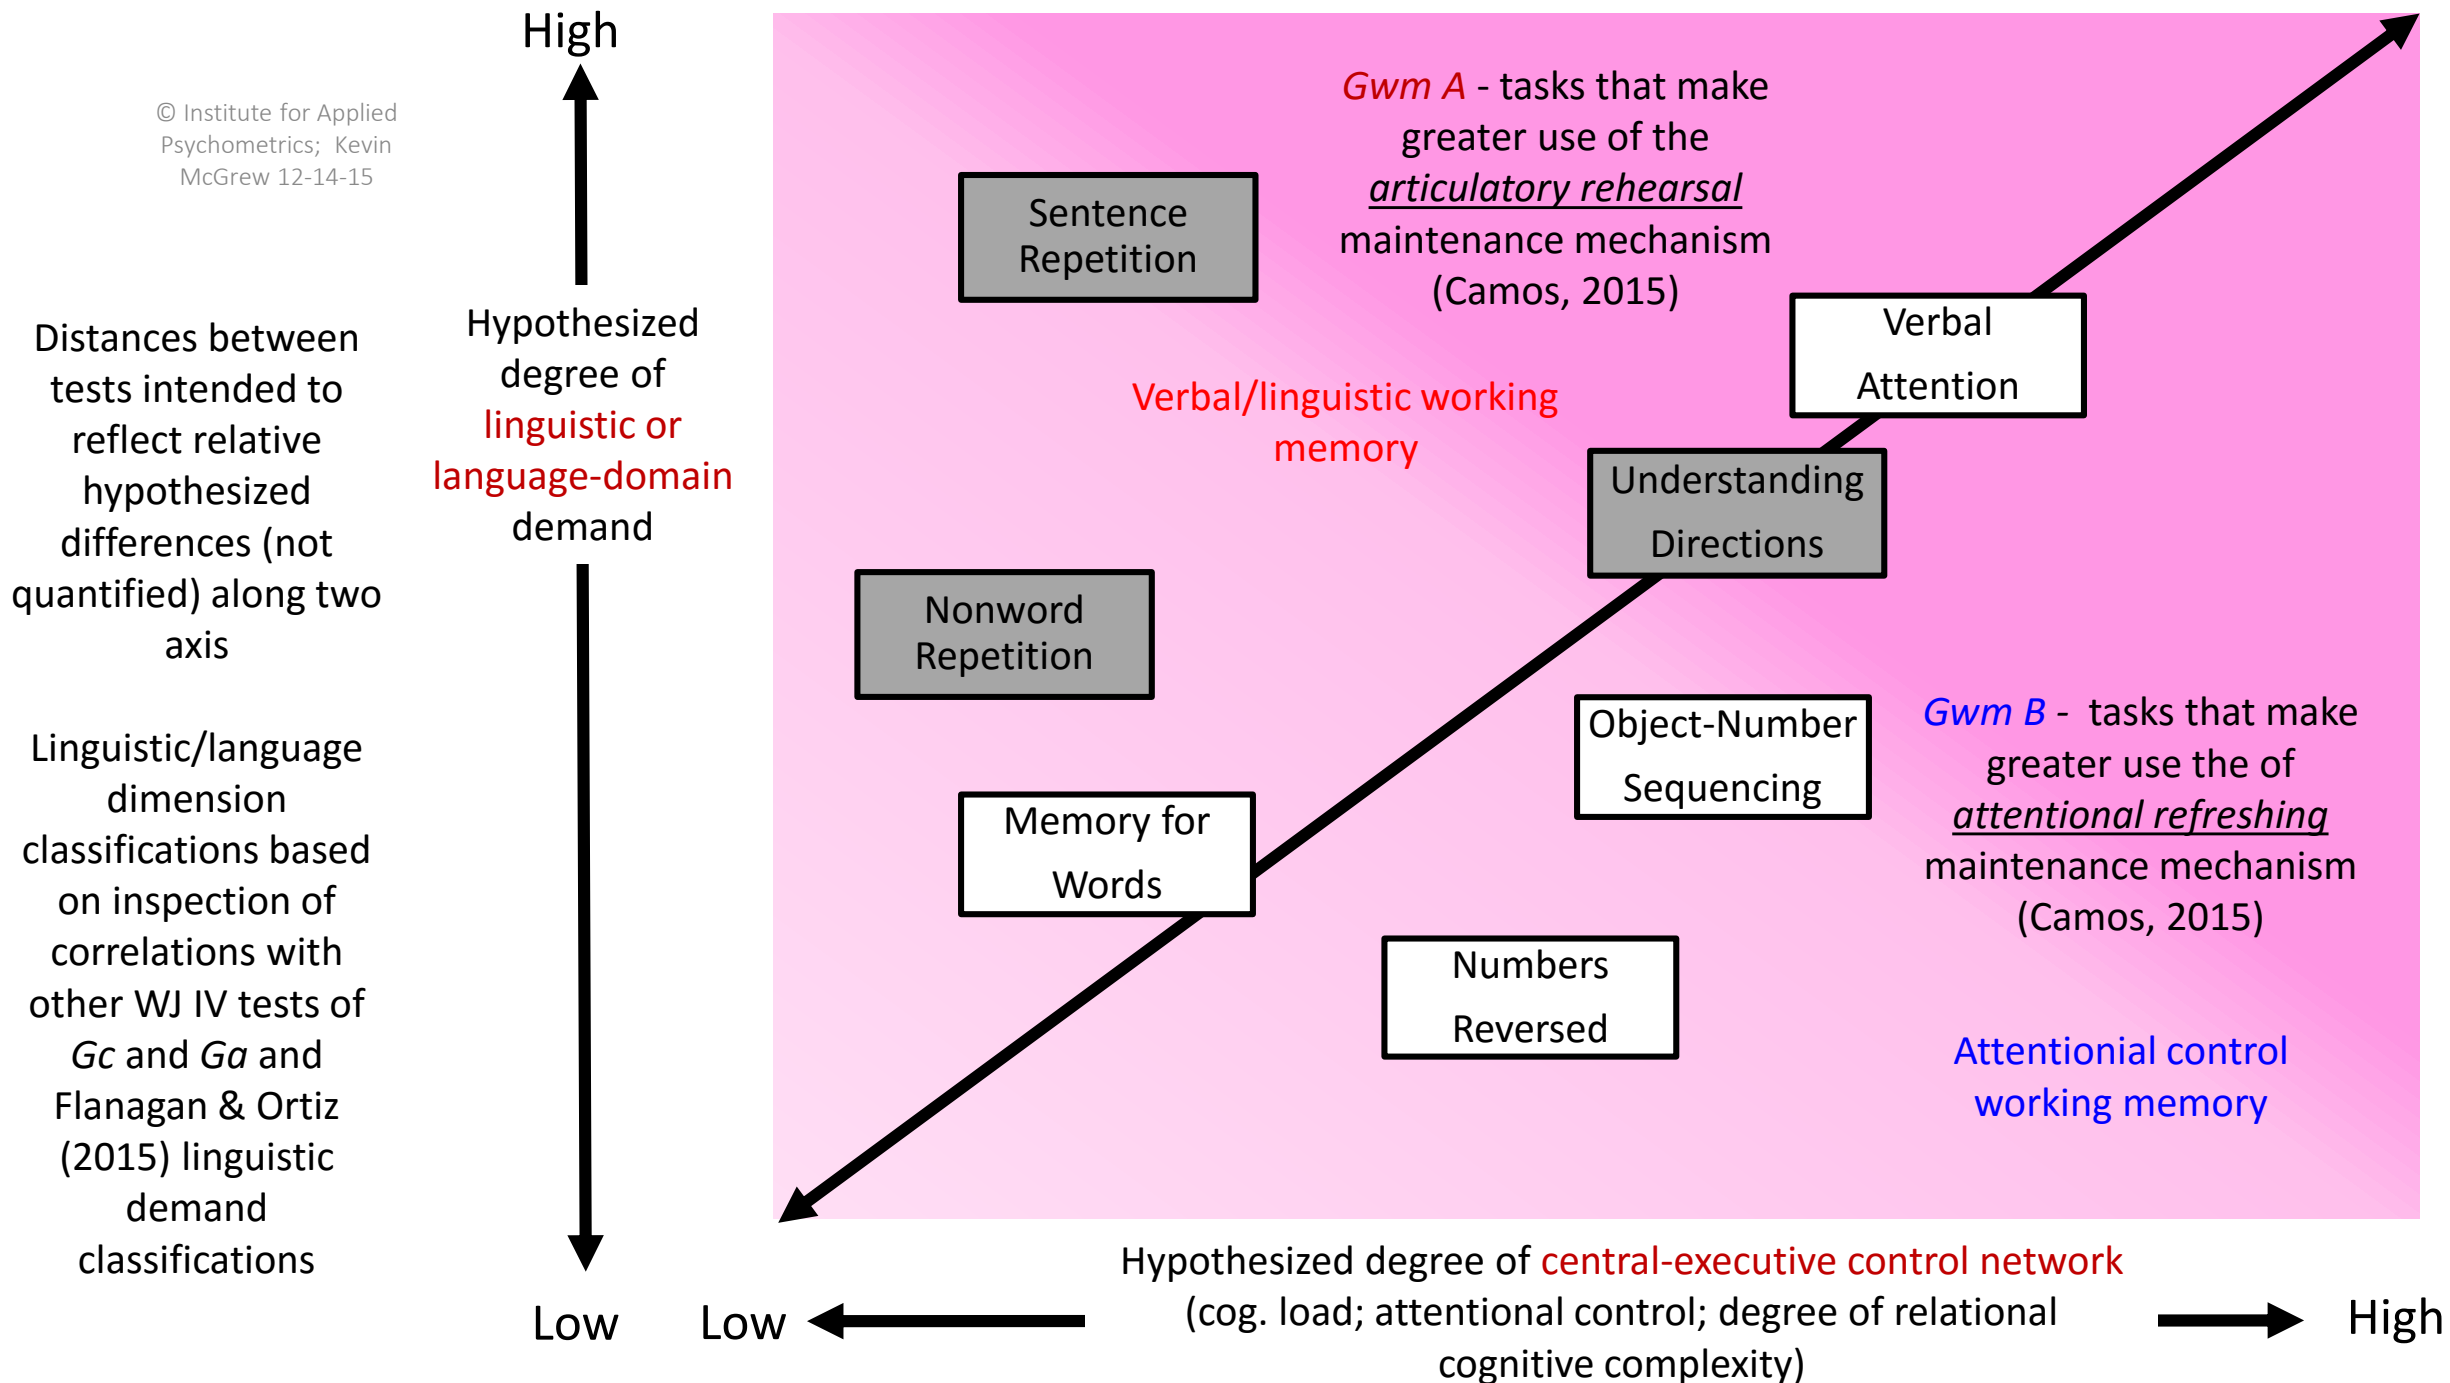 High
© Institute for Applied
Psychometrics;  Kevin
McGrew 12-14-15
Distances between
tests intended to
reflect relative
hypothesized
differences (not
quantified) along two
axis
Linguistic/language
dimension
classifications based
on inspection of
correlations with
other WJ IV tests of
Gc and Ga and
Flanagan & Ortiz
(2015) linguistic
demand
classifications
Hypothesized
degree of
linguistic or
language-domain
demand
Low
Gwm A - tasks that make
greater use of the
articulatory rehearsal
maintenance mechanism
(Camos, 2015)
Sentence
Repetition
Verbal
Attention
Verbal/linguistic working
memory
Understanding
Directions
Nonword
Repetition
Object-Number
Sequencing
Gwm B -  tasks that make
greater use the of
attentional refreshing
maintenance mechanism
(Camos, 2015)
Memory for
Words
Numbers
Reversed
Attentionial control
working memory
Low
Hypothesized degree of central-executive control network
(cog. load; attentional control; degree of relational
cognitive complexity)
High